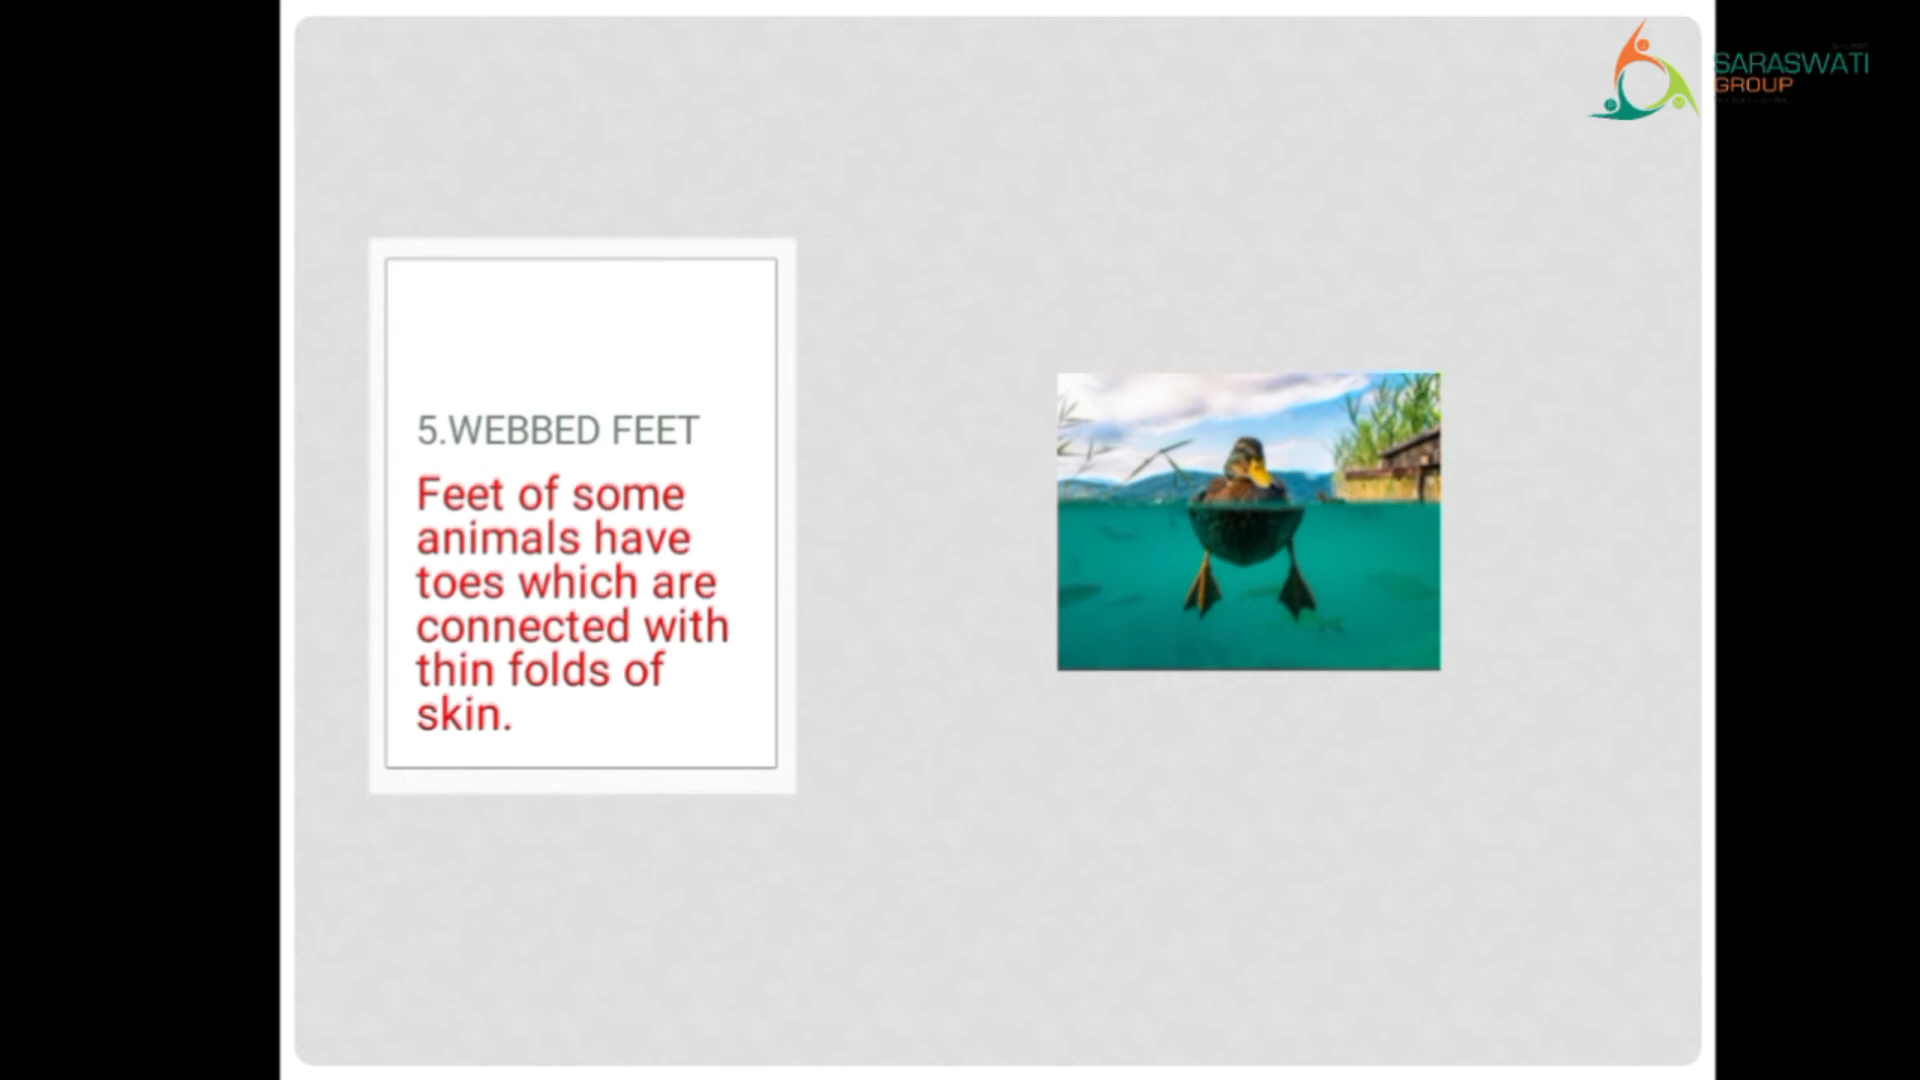 SARASWATI
GROUP
5.WEBBED FEET
Feet of some
animals have
toes which are
connected with
thin folds of
skin.